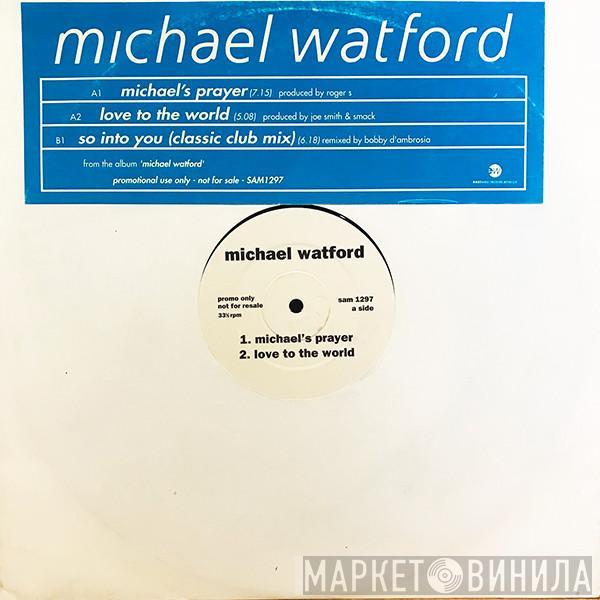 michael watford
A1 michael's prayer (7.15) produced by roger s
A2 love to the world (5.08) produced by joe smith & smack
B1 so into you (classic club mix) (6.18) remixed by bobby d'ambrosia
from the album 'michael watford'
promotional use only - not for sale - SAM1297
ew
michael watford
promo only
not for resale
33⅓ rpm
sam 1297
a side
1. michael's prayer
2. love to the world
МАРКЕТ ВИНИЛА